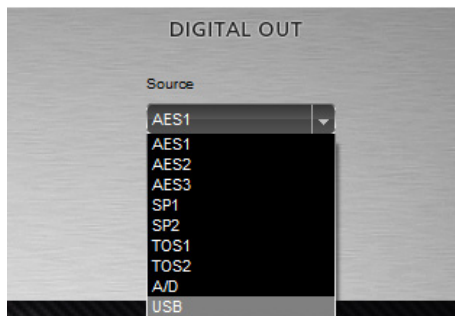 DIGITAL OUT
Source
AES1
AES1
AES2
AES3
SP1
SP2
TOS1
TOS2
A/D
USB